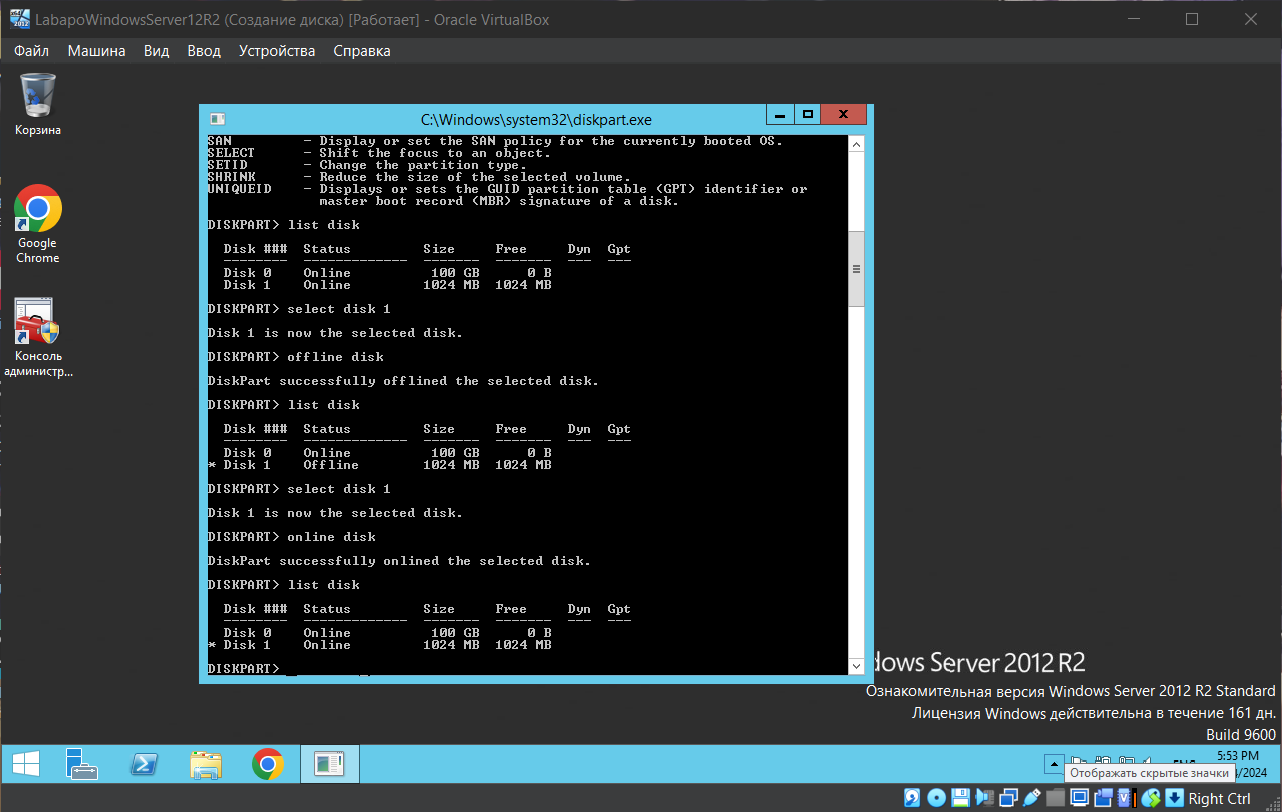 LabapoWindowsServer12R2 (Создание диска) [Работает] - Oracle VirtualBox
Файл Машина Вид Ввод Устройства Справка
Корзина
Google
Chrome
Консоль
администр...
C:\Windows\system32\diskpart.exe
SAN - Display or set the SAN policy for the currently booted OS.
SELECT - Shift the focus to an object.
SETID - Change the partition type.
SHRINK - Reduce the size of the selected volume.
UNIQUEID - Displays or sets the GUID partition table (GPT) identifier or
master boot record (MBR) signature of a disk.
DISKPART> list disk
Disk ### Status Size Free Dyn Gpt
-------- ------------- ------- ------- --- ---
Disk 0 Online 100 GB 0 B
Disk 1 Online 1024 MB 1024 MB
DISKPART> select disk 1
Disk 1 is now the selected disk.
DISKPART> offline disk
DiskPart successfully offlined the selected disk.
DISKPART> list disk
Disk ### Status Size Free Dyn Gpt
-------- ------------- ------- ------- --- ---
Disk 0 Online 100 GB 0 B
* Disk 1 Offline 1024 MB 1024 MB
DISKPART> select disk 1
Disk 1 is now the selected disk.
DISKPART> online disk
DiskPart successfully onlined the selected disk.
DISKPART> list disk
Disk ### Status Size Free Dyn Gpt
-------- ------------- ------- ------- --- ---
Disk 0 Online 100 GB 0 B
* Disk 1 Online 1024 MB 1024 MB
DISKPART>
dows Server 2012 R2
Ознакомительная версия Windows Server 2012 R2 Standard
Лицензия Windows действительна в течение 161 дн.
Build 9600
5:53 PM
/2024
Отображать скрытые значки
Right Ctrl